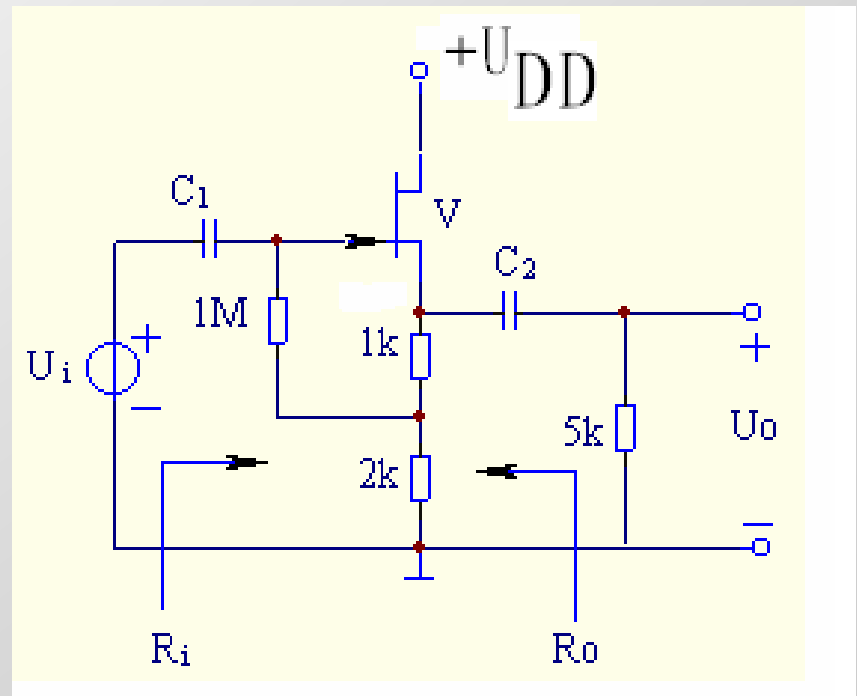 +UDD
C1
V
C2
1M
1k
+
Ui
+
−
5k
Uo
2k
−
Ri
Ro